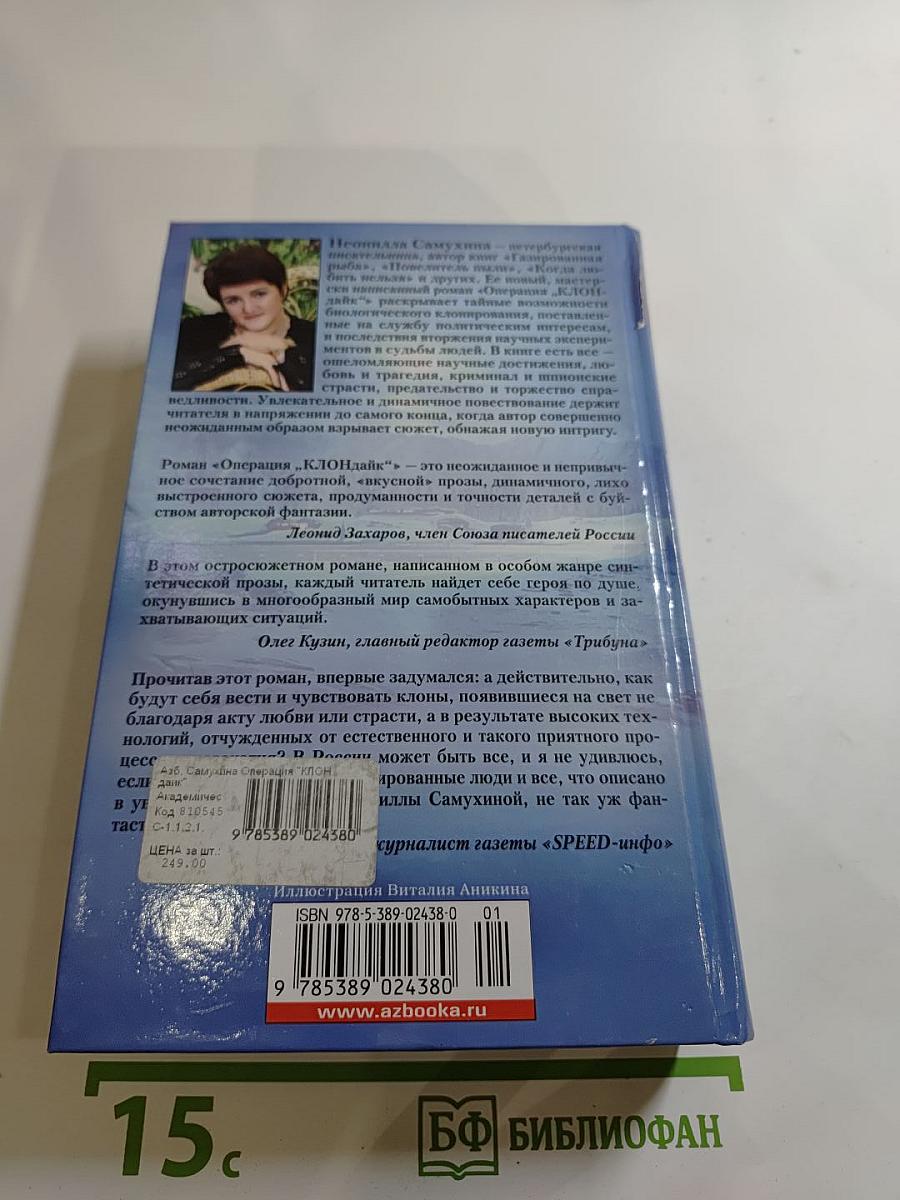 Неонилла Самухина — петербургская
писательница, автор книг «Газированная
рыба», «Повелитель пыли», «Когда лю-
бить нельзя» и других. Ее новый, мастер-
ски написанный роман «Операция „КЛОН-
дайк“» раскрывает тайные возможности
биологического клонирования, поставлен-
ные на службу политическим интересам,
и последствия вторжения научных экспери-
ментов в судьбы людей. В книге есть все —
ошеломляющие научные достижения, лю-
бовь и трагедия, криминал и шпионские
страсти, предательство и торжество спра-
ведливости. Увлекательное и динамичное повествование держит
читателя в напряжении до самого конца, когда автор совершенно
неожиданным образом взрывает сюжет, обнажая новую интригу.
Роман «Операция „КЛОНдайк“» — это неожиданное и непривыч-
ное сочетание добротной, «вкусной» прозы, динамичного, лихо
выстроенного сюжета, продуманности и точности деталей с буй-
ством авторской фантазии.
Леонид Захаров, член Союза писателей России
В этом остросюжетном романе, написанном в особом жанре син-
тетической прозы, каждый читатель найдет себе героя по душе,
окунувшись в многообразный мир самобытных характеров и за-
хватывающих ситуаций.
Олег Кузин, главный редактор газеты «Трибуна»
Прочитав этот роман, впервые задумался: а действительно, как
будут себя вести и чувствовать клоны, появившиеся на свет не
благодаря акту любви или страсти, а в результате высоких тех-
нологий, отчужденных от естественного и такого приятного про-
цесс В России может быть все, и я не удивлюсь,
если ированные люди и все, что описано
в ув иллы Самухиной, не так уж фан-
таст
журналист газеты «SPEED-инфо»
Азб. Самухина Операция "КЛОН
дайк"
Академичес
Код 810545
С-1.1.2.1.
9 785389 024380
ЦЕНА за шт.:
249.00
Иллюстрация Виталия Аникина
ISBN 978-5-389-02438-0 01
9 785389 024380
www.azbooka.ru
15 с
БФ БИБЛИОФАН